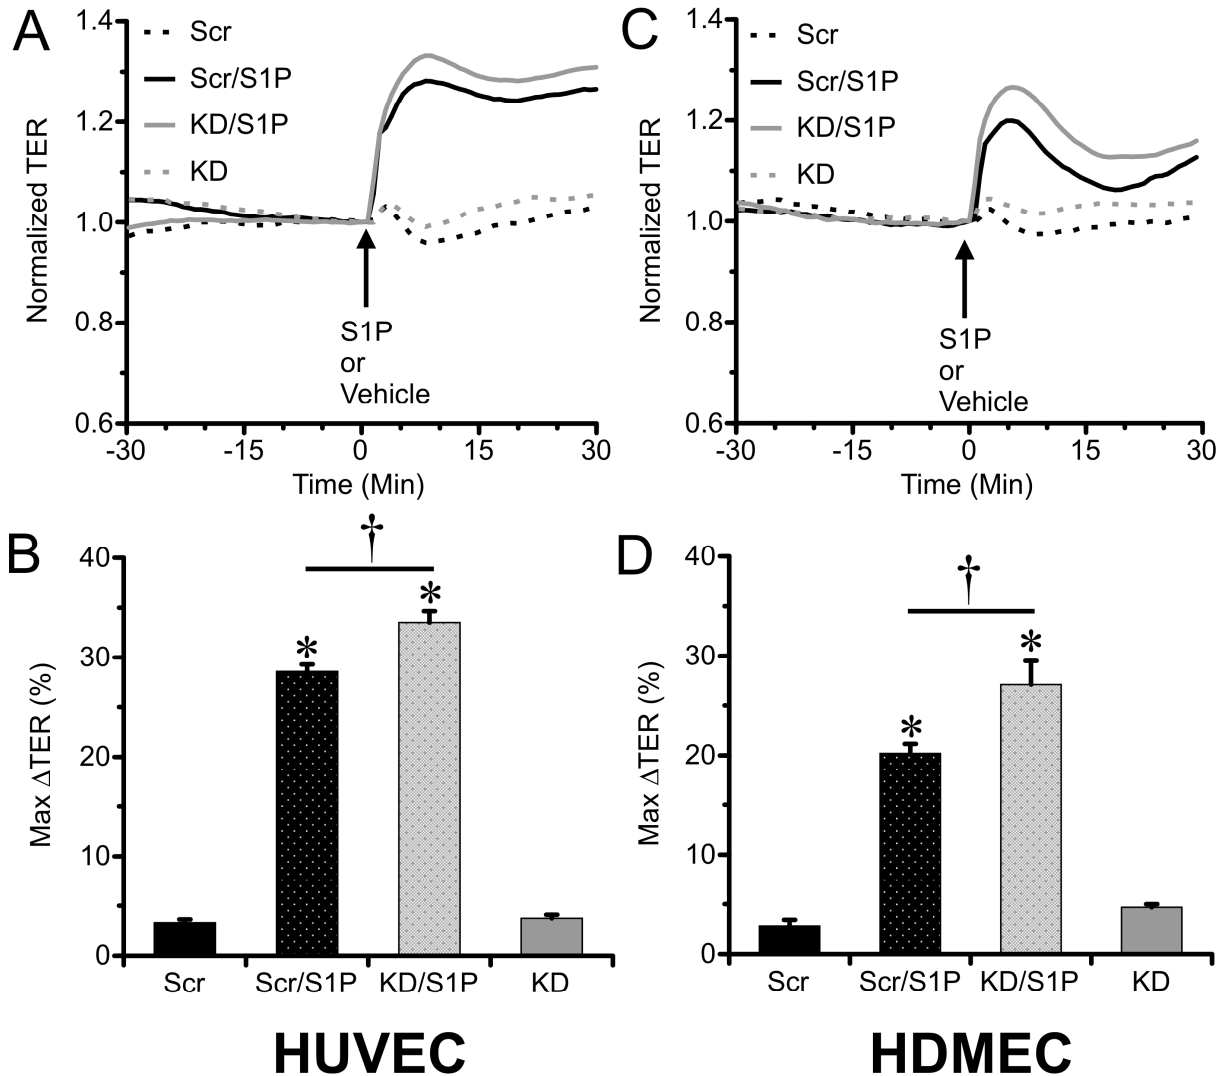 A
Normalized TER
1.4
1.2
1.0
0.8
0.6
Scr
Scr/S1P
KD/S1P
KD
S1P
or
Vehicle
-30
-15
0
15
30
Time (Min)
C
Normalized TER
1.4
1.2
1.0
0.8
0.6
Scr
Scr/S1P
KD/S1P
KD
S1P
or
Vehicle
-30
-15
0
15
30
Time (Min)
B
Max ΔTER (%)
40
30
20
10
0
†
*
*
Scr
Scr/S1P
KD/S1P
KD
HUVEC
D
Max ΔTER (%)
40
30
20
10
0
†
*
*
Scr
Scr/S1P
KD/S1P
KD
HDMEC